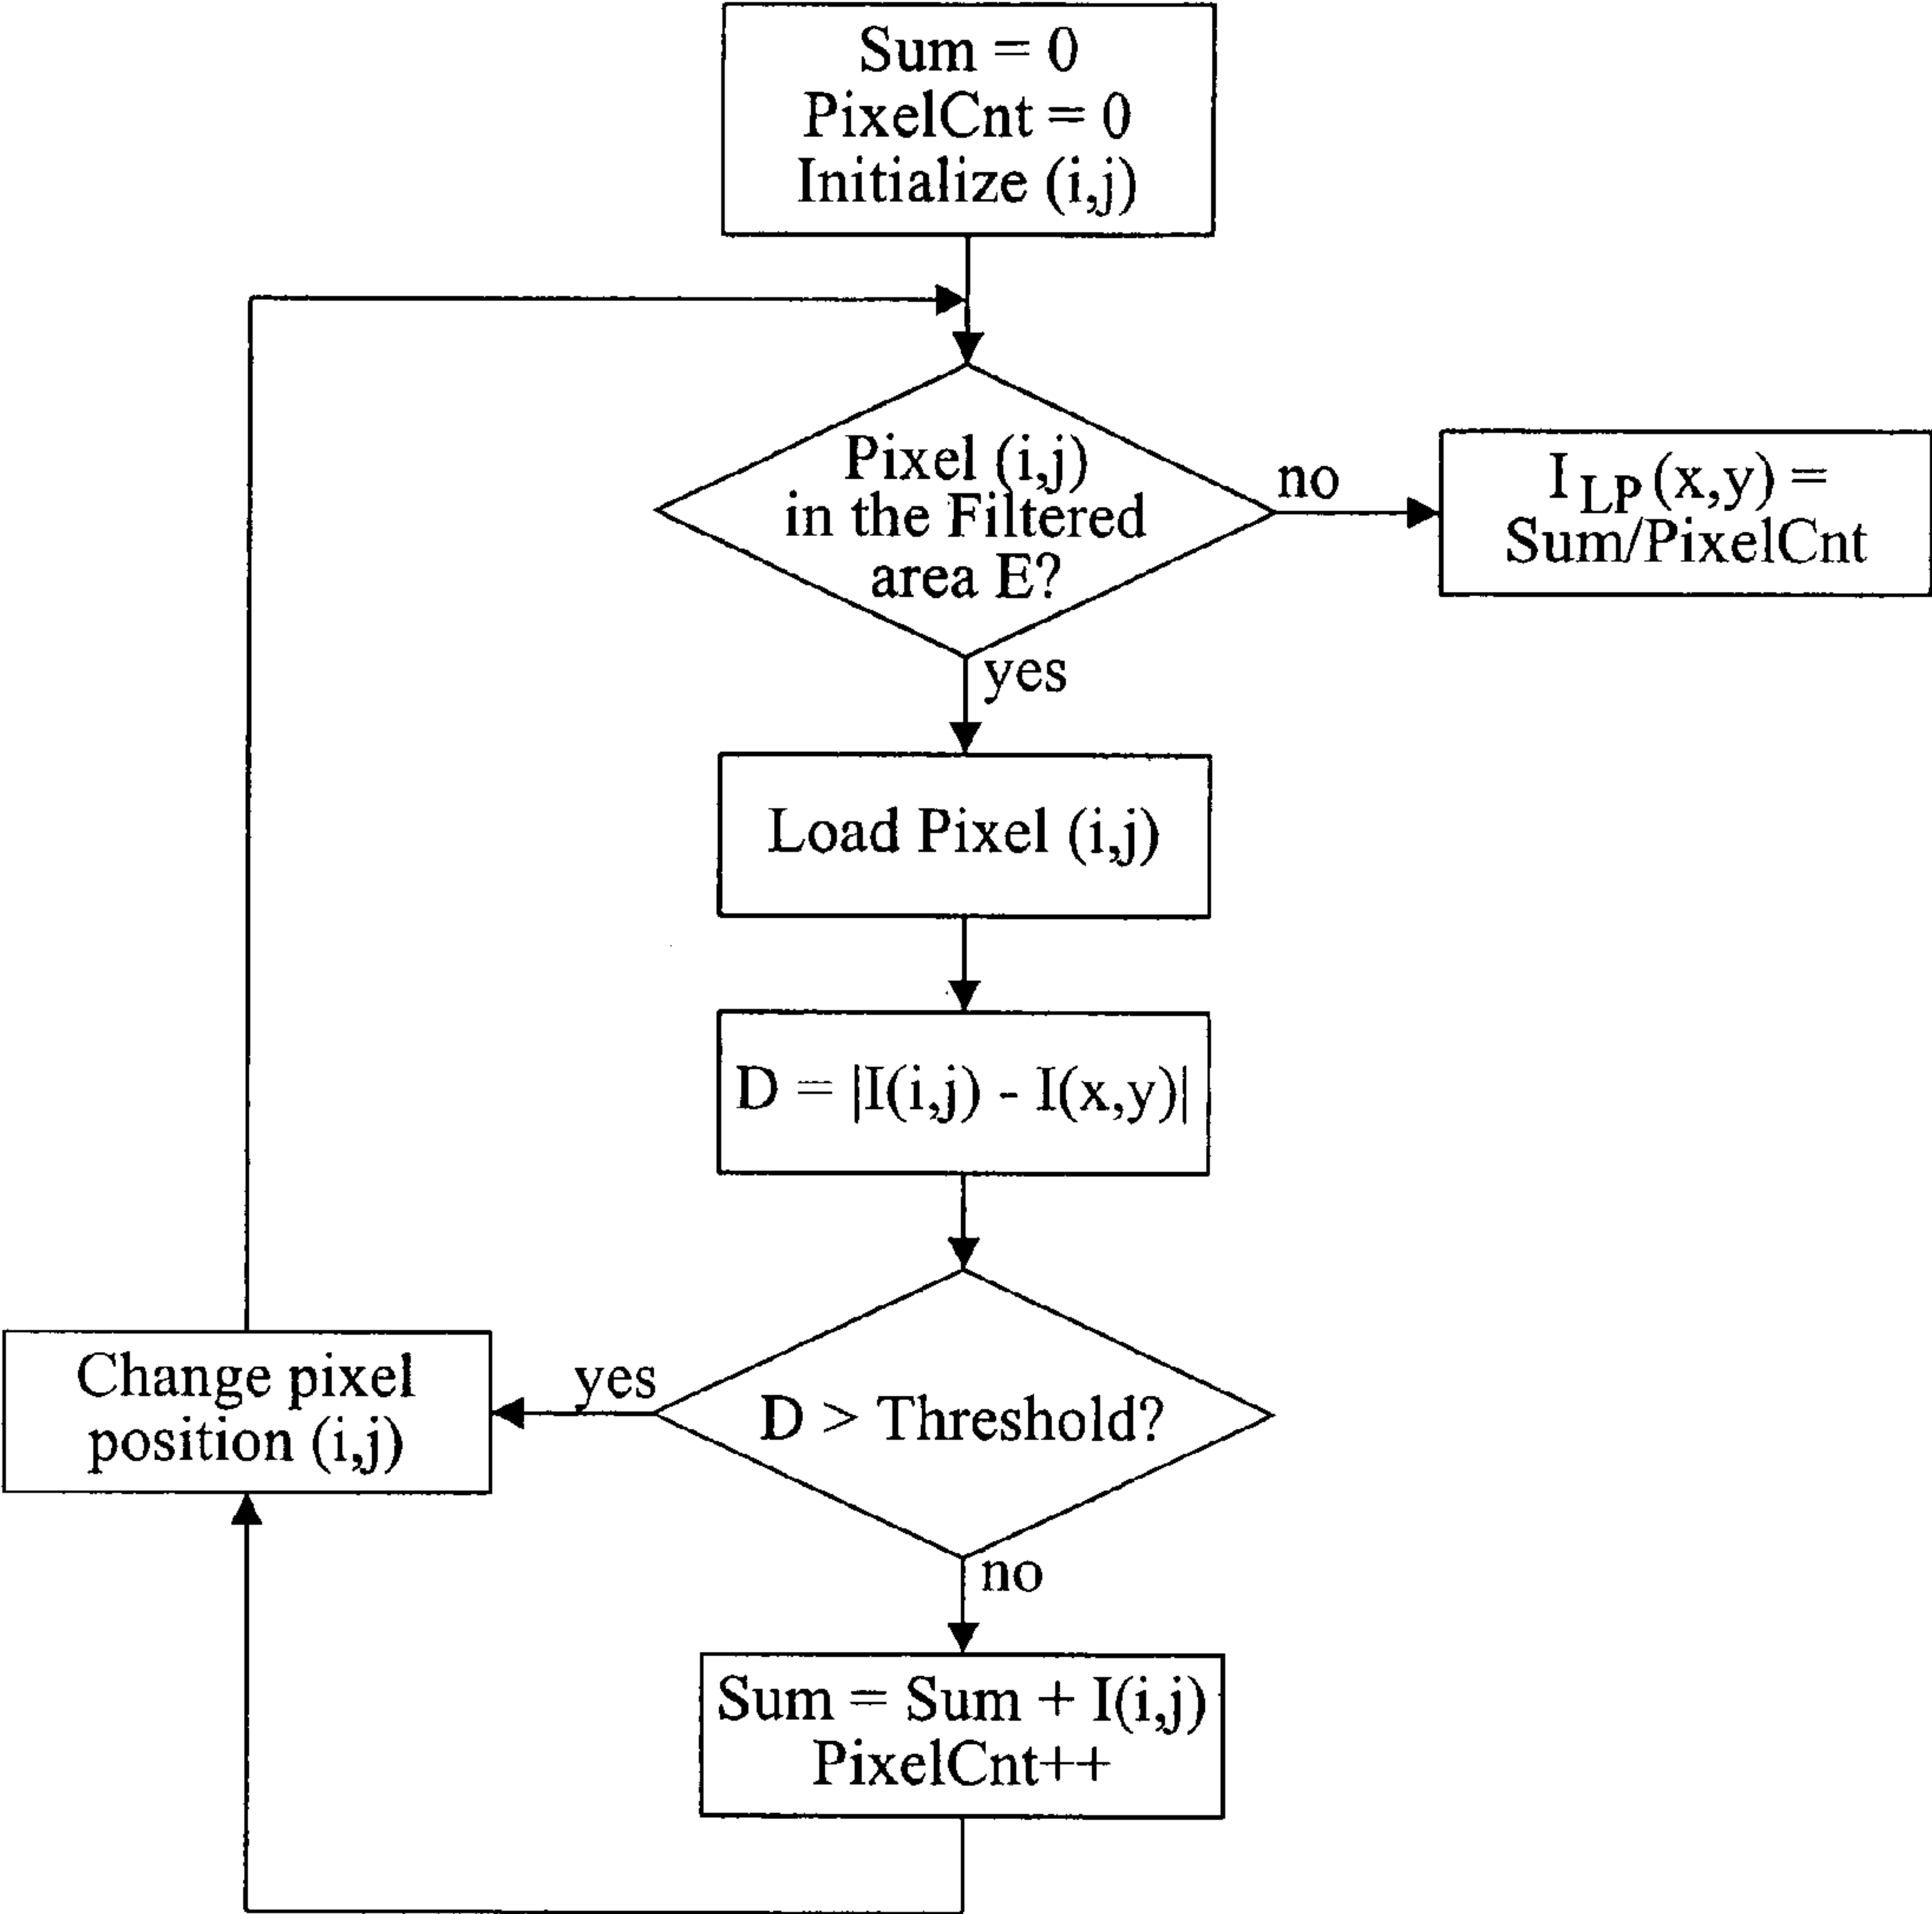 Sum = 0
PixelCnt = 0
Initialize (i,j)
Pixel (i,j)
in the Filtered
area E?
no
I LP (x,y) =
Sum/PixelCnt
yes
Load Pixel (i,j)
D = |I(i,j) - I(x,y)|
Change pixel
position (i,j)
yes
D > Threshold?
no
Sum = Sum + I(i,j)
PixelCnt++